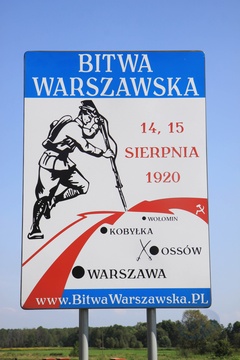 BITWA
WARSZAWSKA
14, 15
SIERPNIA
1920
WOŁOMIN
KOBYŁKA
OSSÓW
WARSZAWA
www.BitwaWarszawska.PL